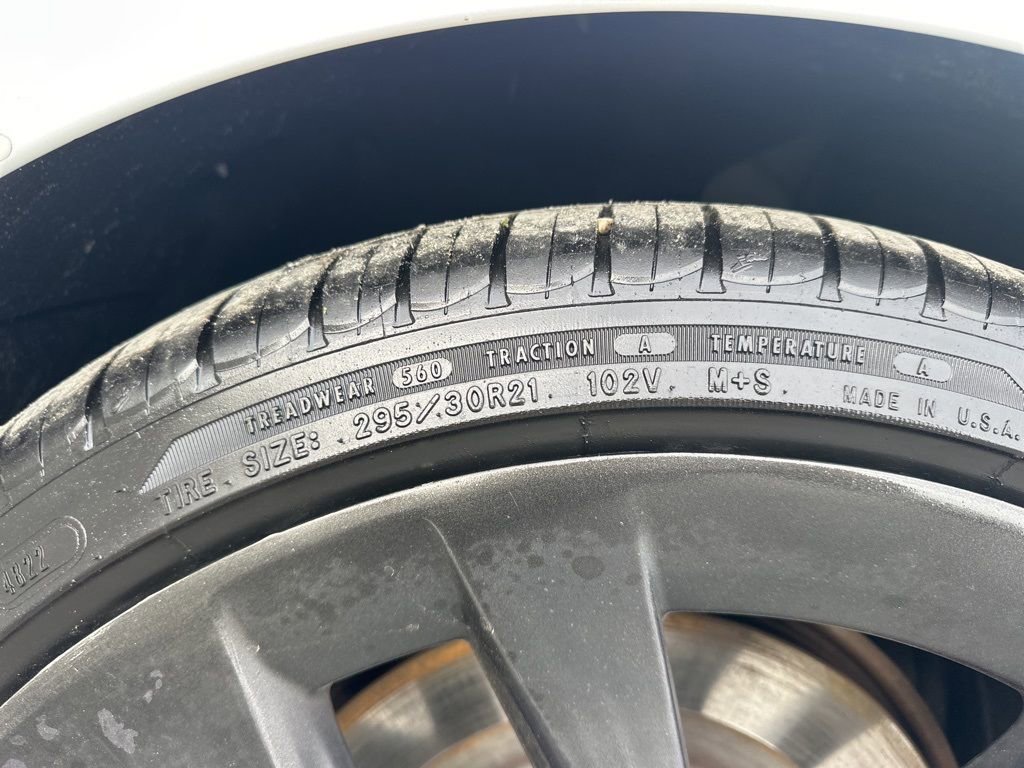 TREADWEAR 560 TRACTION A TEMPERATURE A
TIRE SIZE: 295/30R21 102V M+S MADE IN U.S.A.
4822